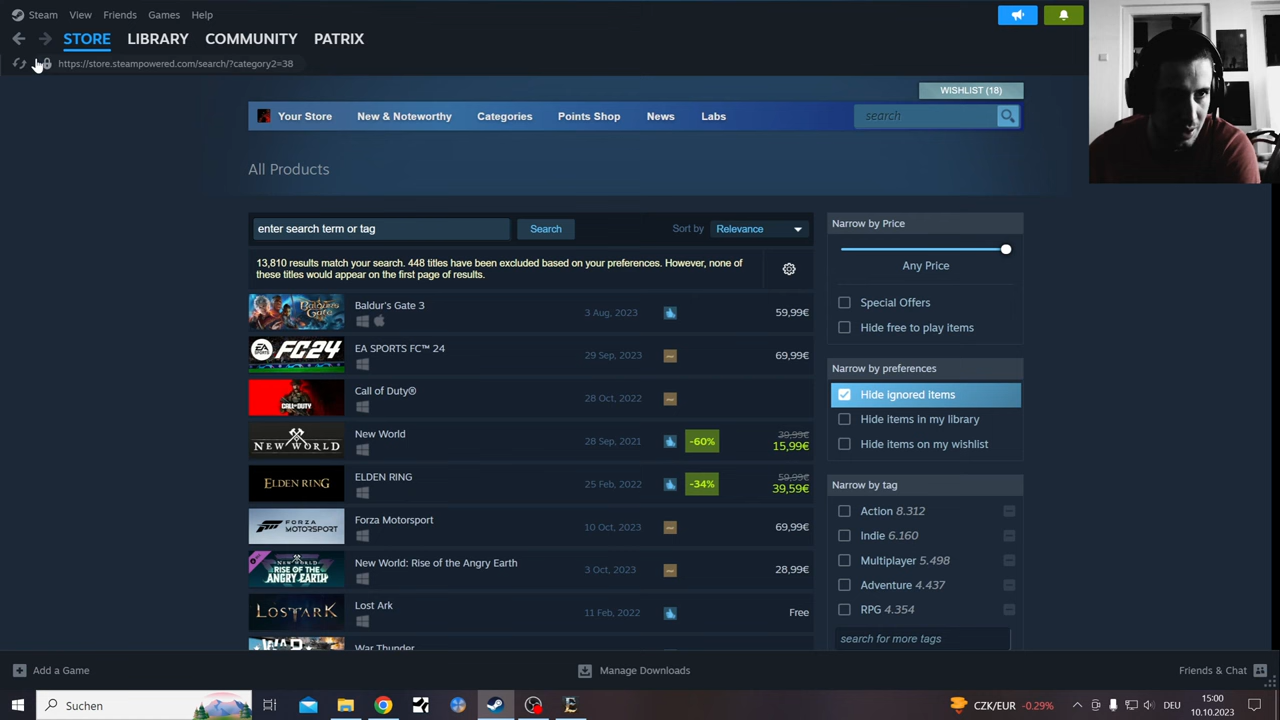 Steam View Friends Games Help
STORE LIBRARY COMMUNITY PATRIX
https://store.steampowered.com/search/?category2=38
WISHLIST (18)
Your Store New & Noteworthy Categories Points Shop News Labs search
All Products
enter search term or tag Search Sort by Relevance
13,810 results match your search. 448 titles have been excluded based on your preferences. However, none of
these titles would appear on the first page of results.
Baldur's Gate 3 3 Aug, 2023 59,99€
EA SPORTS FC™ 24 29 Sep, 2023 69,99€
Call of Duty® 28 Oct, 2022
New World 28 Sep, 2021 -60% 39,99€ 15,99€
ELDEN RING 25 Feb, 2022 -34% 59,99€ 39,59€
Forza Motorsport 10 Oct, 2023 69,99€
New World: Rise of the Angry Earth 3 Oct, 2023 28,99€
Lost Ark 11 Feb, 2022 Free
War Thunder
Narrow by Price
Any Price
Special Offers
Hide free to play items
Narrow by preferences
Hide ignored items
Hide items in my library
Hide items on my wishlist
Narrow by tag
Action 8.312
Indie 6.160
Multiplayer 5.498
Adventure 4.437
RPG 4.354
search for more tags
Add a Game Manage Downloads Friends & Chat
Suchen CZK/EUR -0.29% DEU 15:00
10.10.2023